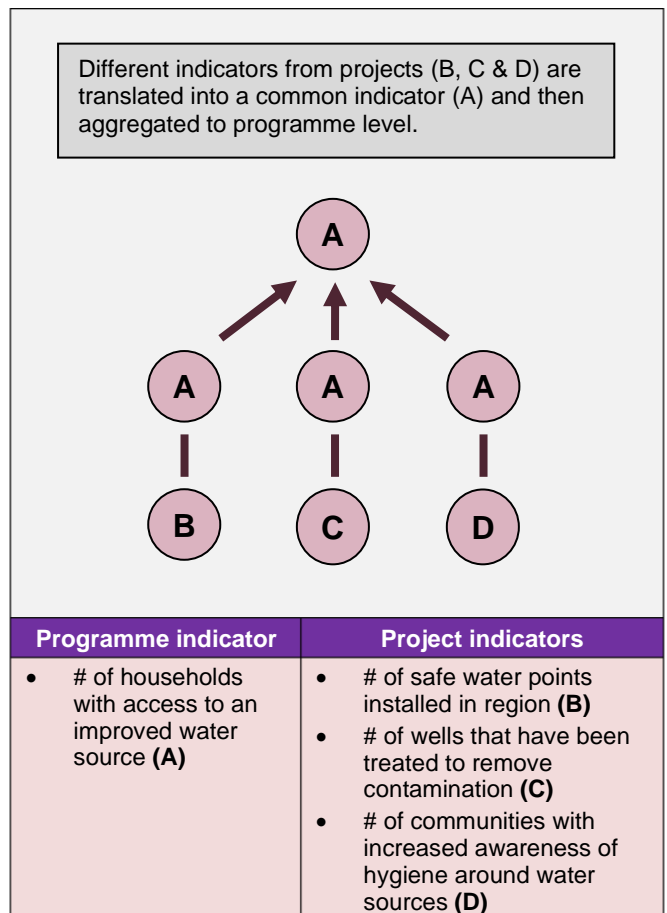 Different indicators from projects (B, C & D) are
translated into a common indicator (A) and then
aggregated to programme level.
A
A A A
B C D
Programme indicator Project indicators
• # of households
with access to an
improved water
source (A)
• # of safe water points
installed in region (B)
• # of wells that have been
treated to remove
contamination (C)
• # of communities with
increased awareness of
hygiene around water
sources (D)